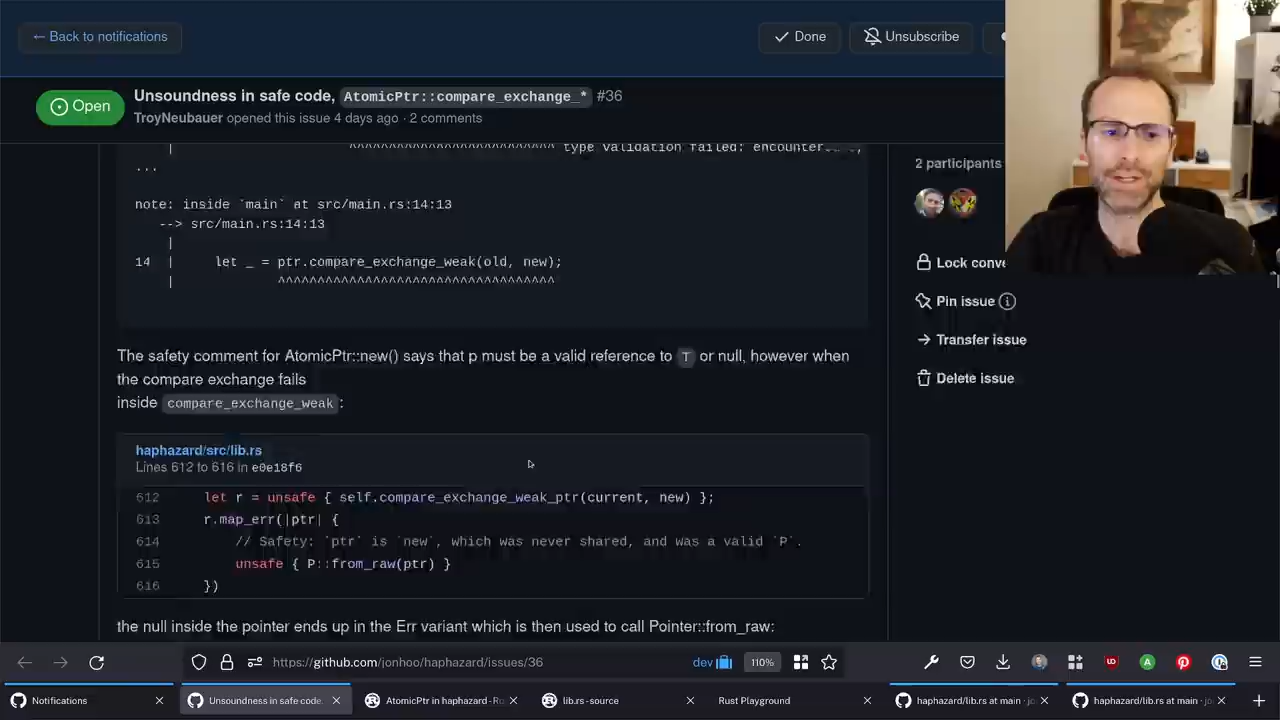 ← Back to notifications
Done
Unsubscribe
Open
Unsoundness in safe code, AtomicPtr::compare_exchange_* #36
TroyNeubauer opened this issue 4 days ago · 2 comments
| ^^^^^^^^^^^^^^^^^^^^^^^^^^ type validation failed: encounter
...
note: inside `main` at src/main.rs:14:13
--> src/main.rs:14:13
|
14 | let _ = ptr.compare_exchange_weak(old, new);
| ^^^^^^^^^^^^^^^^^^^^^^^^^^^^^^^^^^^
The safety comment for AtomicPtr::new() says that p must be a valid reference to T or null, however when
the compare exchange fails
inside compare_exchange_weak:
haphazard/src/lib.rs
Lines 612 to 616 in e0e18f6
612 let r = unsafe { self.compare_exchange_weak_ptr(current, new) };
613 r.map_err(|ptr| {
614 // Safety: `ptr` is `new`, which was never shared, and was a valid `P`.
615 unsafe { P::from_raw(ptr) }
616 })
the null inside the pointer ends up in the Err variant which is then used to call Pointer::from_raw:
2 participants
Lock conve
Pin issue
Transfer issue
Delete issue
https://github.com/jonhoo/haphazard/issues/36
dev
110%
Notifications
Unsoundness in safe code,
AtomicPtr in haphazard - Ru
lib.rs - source
Rust Playground
haphazard/lib.rs at main · jo
haphazard/lib.rs at main · jo